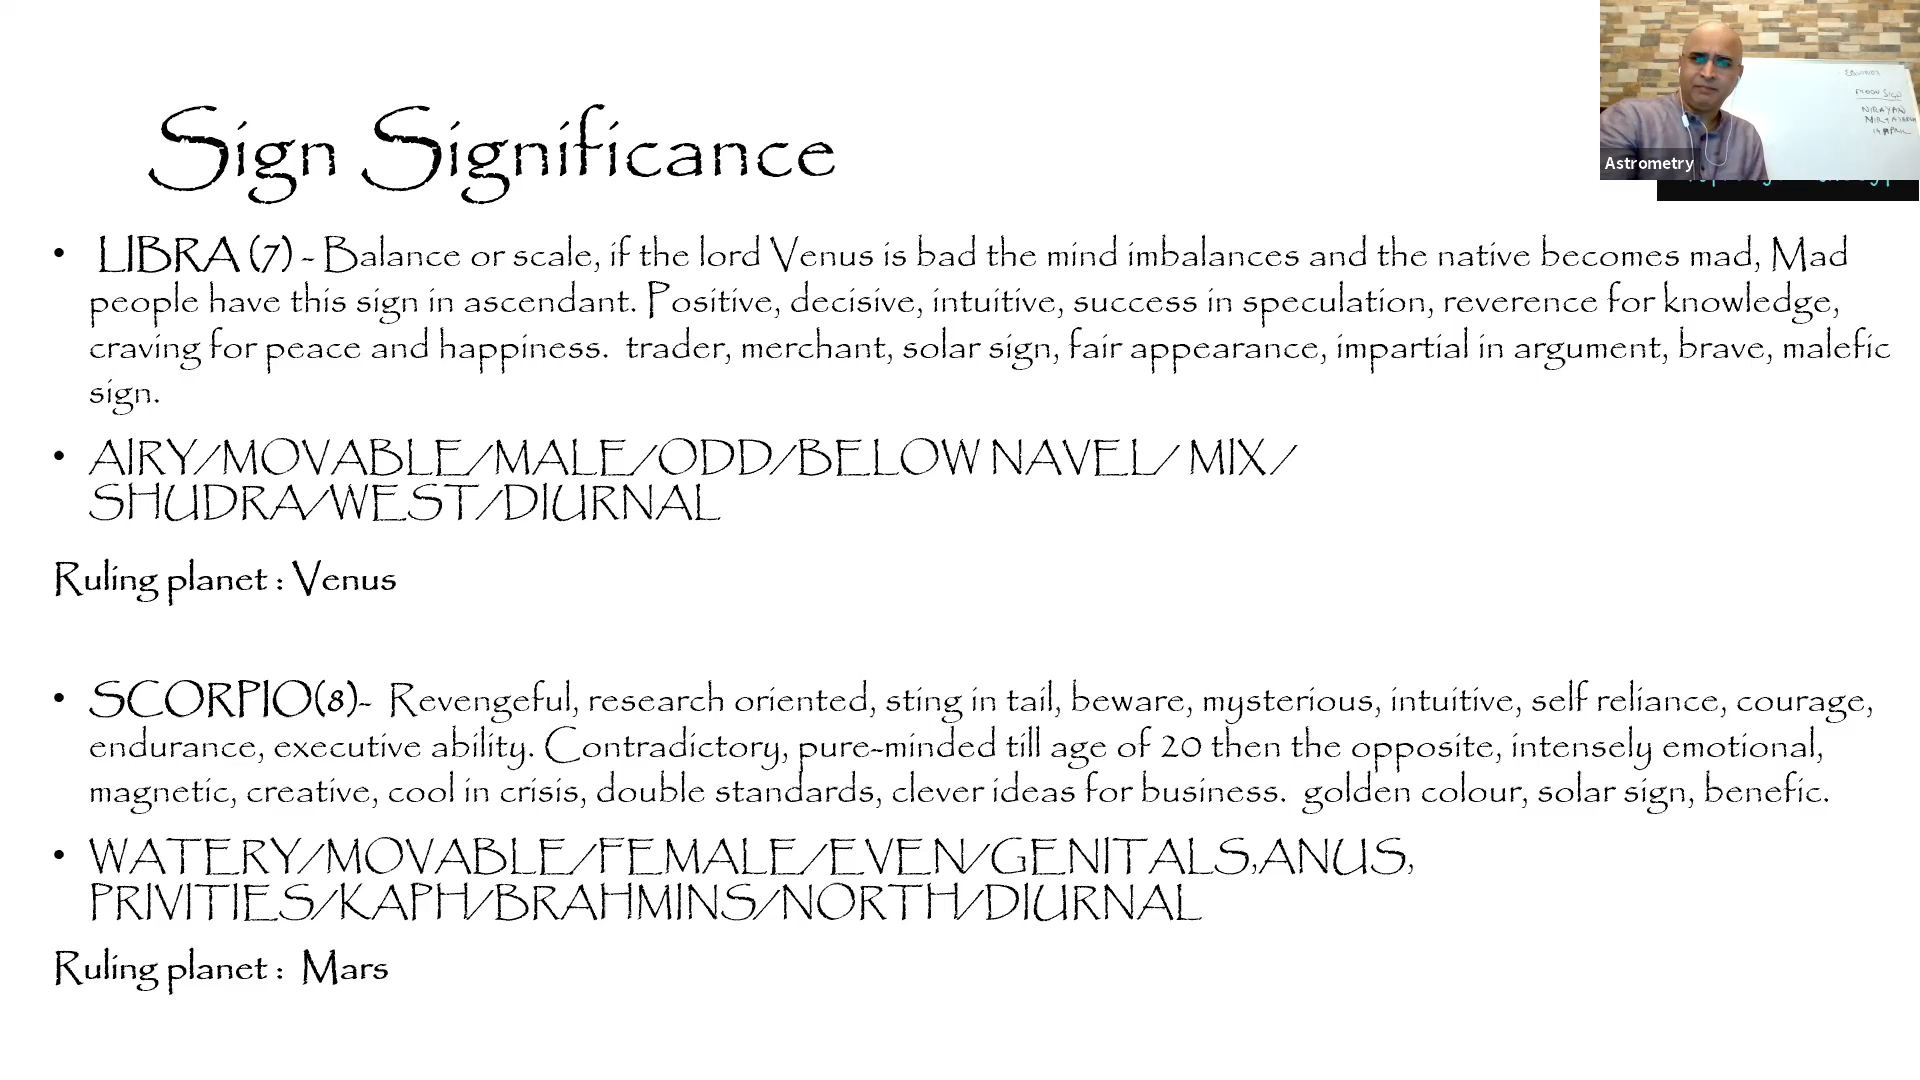 Sign Significance
• LIBRA (7) - Balance or scale, if the lord Venus is bad the mind imbalances and the native becomes mad, Mad
people have this sign in ascendant. Positive, decisive, intuitive, success in speculation, reverence for knowledge,
craving for peace and happiness. trader, merchant, solar sign, fair appearance, impartial in argument, brave, malefic
sign.
• AIRY/MOVABLE/MALE/ODD/BELOW NAVEL/ MIX/
SHUDRA/WEST/DIURNAL
Ruling planet : Venus
• SCORPIO(8)- Revengeful, research oriented, sting in tail, beware, mysterious, intuitive, self reliance, courage,
endurance, executive ability. Contradictory, pure-minded till age of 20 then the opposite, intensely emotional,
magnetic, creative, cool in crisis, double standards, clever ideas for business. golden colour, solar sign, benefic.
• WATERY/MOVABLE/FEMALE/EVEN/GENITALS,ANUS,
PRIVITIES/KAPH/BRAHMINS/NORTH/DIURNAL
Ruling planet : Mars
EQUINOX
MOON SIGN
NIRAYAN
14 APRIL
Astrometry